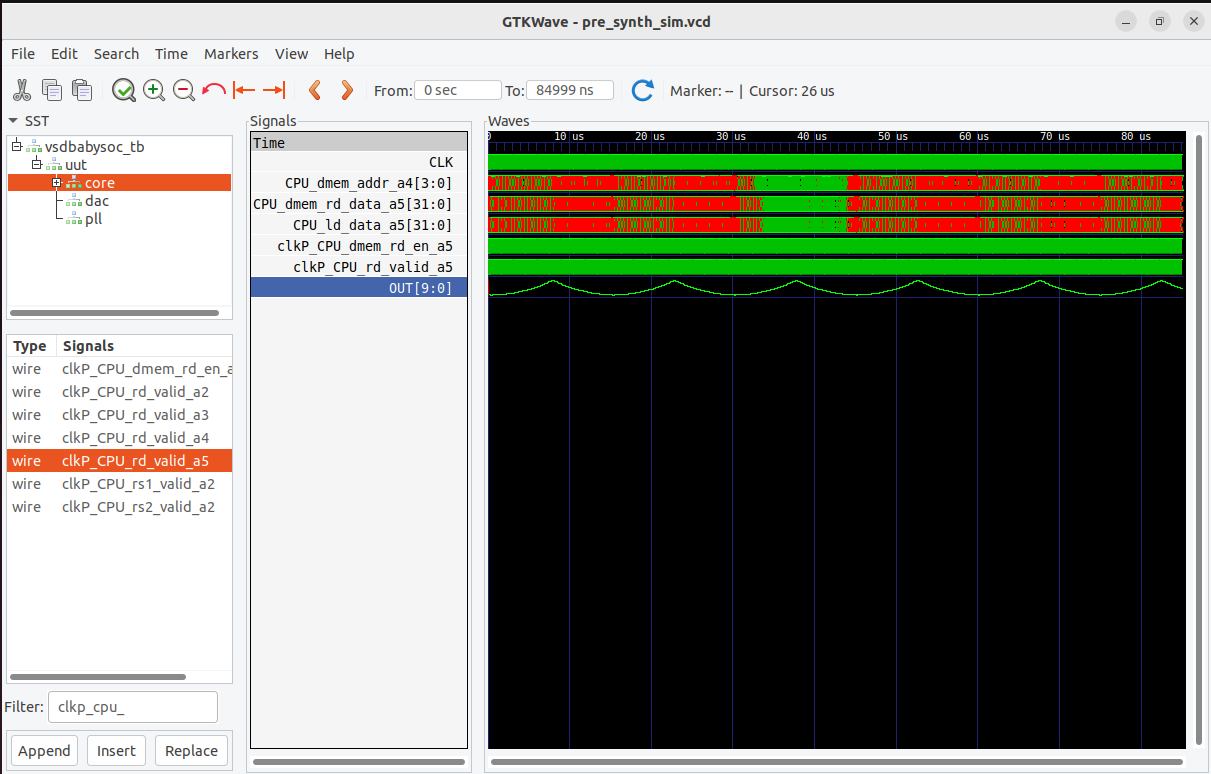 GTKWave - pre_synth_sim.vcd
File Edit Search Time Markers View Help
From: 0 sec To: 84999 ns Marker: -- | Cursor: 26 us
SST
vsdbabysoc_tb
uut
core
dac
pll
Type Signals
wire clkP_CPU_dmem_rd_en_a
wire clkP_CPU_rd_valid_a2
wire clkP_CPU_rd_valid_a3
wire clkP_CPU_rd_valid_a4
wire clkP_CPU_rd_valid_a5
wire clkP_CPU_rs1_valid_a2
wire clkP_CPU_rs2_valid_a2
Filter: clkp_cpu_
Append Insert Replace
Signals
Time
CLK
CPU_dmem_addr_a4[3:0]
CPU_dmem_rd_data_a5[31:0]
CPU_ld_data_a5[31:0]
clkP_CPU_dmem_rd_en_a5
clkP_CPU_rd_valid_a5
OUT[9:0]
Waves
0 10 us 20 us 30 us 40 us 50 us 60 us 70 us 80 us